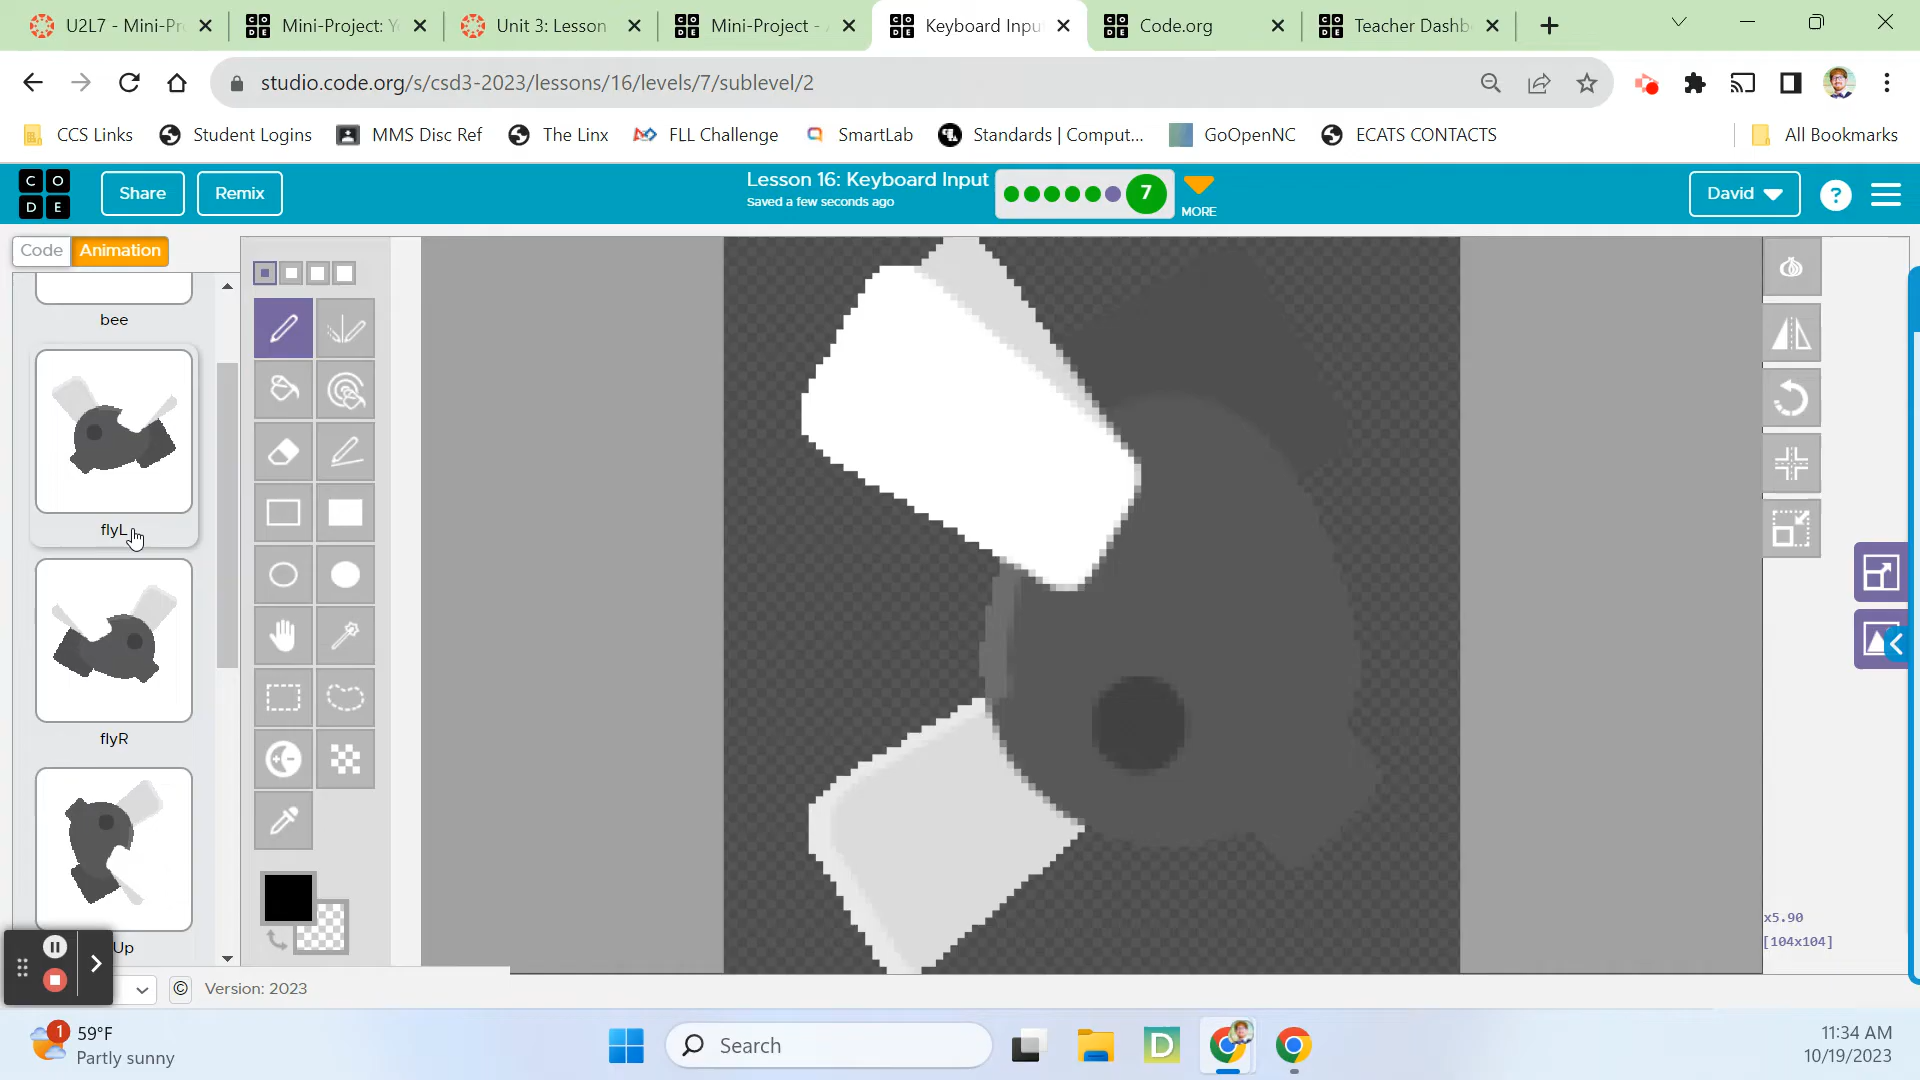 U2L7 - Mini-Pr
Mini-Project: Y
Unit 3: Lesson
Mini-Project - A
Keyboard Inpu
Code.org
Teacher Dashb
studio.code.org/s/csd3-2023/lessons/16/levels/7/sublevel/2
CCS Links
Student Logins
MMS Disc Ref
The Linx
FLL Challenge
SmartLab
Standards | Comput...
GoOpenNC
ECATS CONTACTS
All Bookmarks
C O
D E
Share
Remix
Lesson 16: Keyboard Input
Saved a few seconds ago
7
MORE
David
?
Code
Animation
bee
flyL
flyR
Up
x5.90
[104x104]
© Version: 2023
1
59°F
Partly sunny
Search
D
11:34 AM
10/19/2023